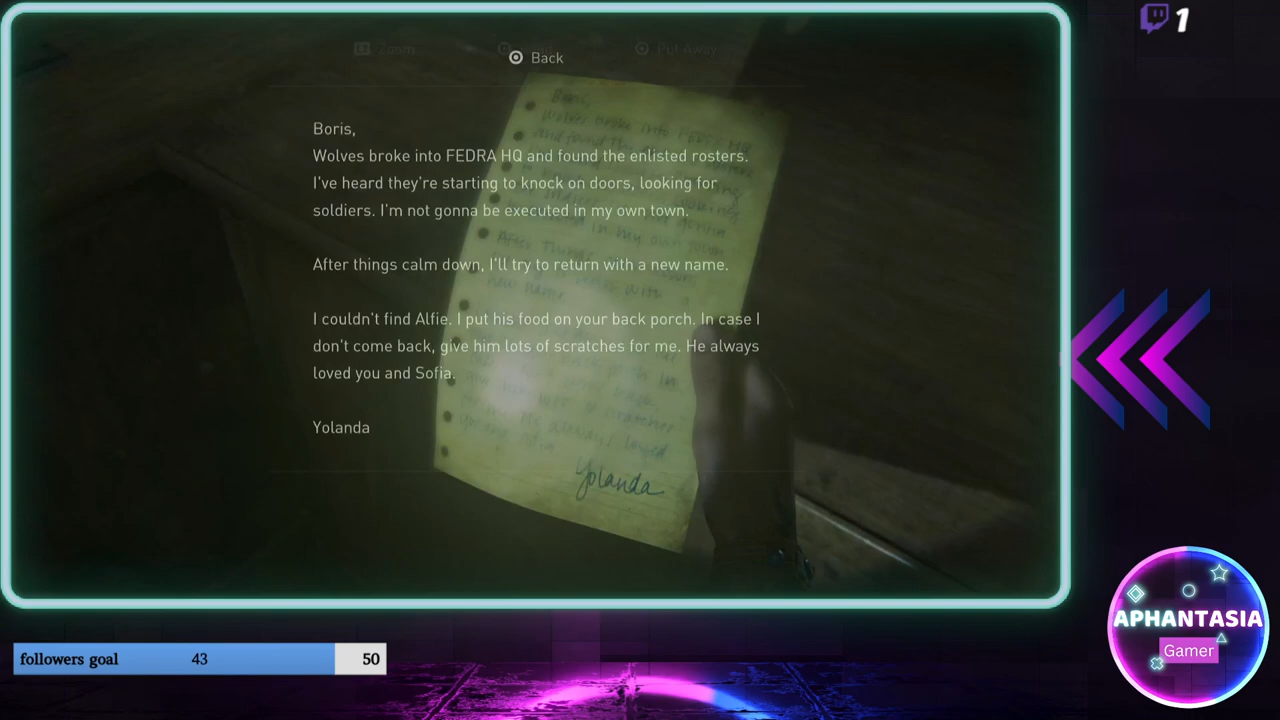 1
Zoom
Put Away
Back
Boris,
Wolves broke into FEDRA HQ and found the enlisted rosters.
I've heard they're starting to knock on doors, looking for
soldiers. I'm not gonna be executed in my own town.
After things calm down, I'll try to return with a new name.
I couldn't find Alfie. I put his food on your back porch. In case I
don't come back, give him lots of scratches for me. He always
loved you and Sofia.
Yolanda
Yolanda
APHANTASIA
Gamer
followers goal 43 50